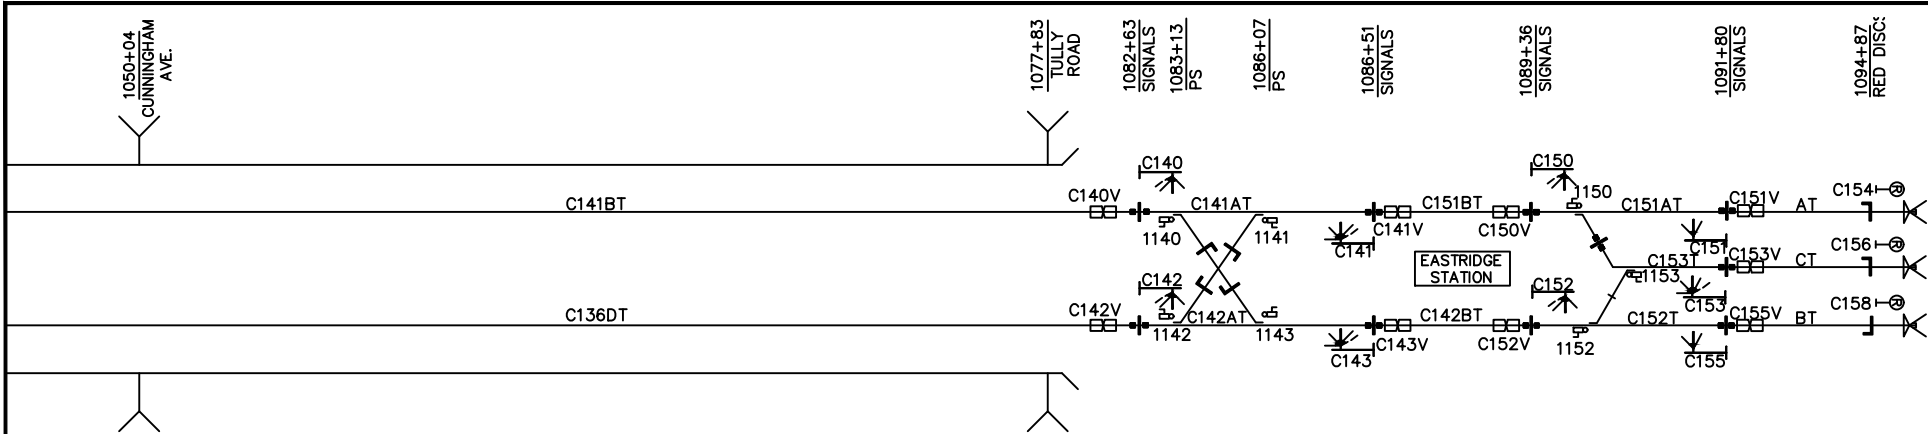 1050+04
CUNNINGHAM
AVE.
1077+83
TULLY
ROAD
1082+63
SIGNALS
1083+13
PS
1086+07
PS
1086+51
SIGNALS
1089+36
SIGNALS
1091+80
SIGNALS
1094+87
RED DISCS
C140
C150
1150
C140V
C141BT
C141AT
C151BT
C151AT
C151V
AT
C154
R
1140
1141
C141V
C150V
C141
C151
C156
R
EASTRIDGE
STATION
C153T
C153V
CT
C142
C152
1153
C153
C158
R
C142V
C136DT
C142AT
C142BT
C152T
C155V
BT
1142
1143
C143V
C152V
1152
C143
C155